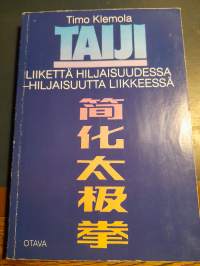 Timo Klemola
TAIJI
LIIKETTÄ HILJAISUUDESSA
–HILJAISUUTTA LIIKKEESSÄ
简
化
太
极
拳
OTAVA